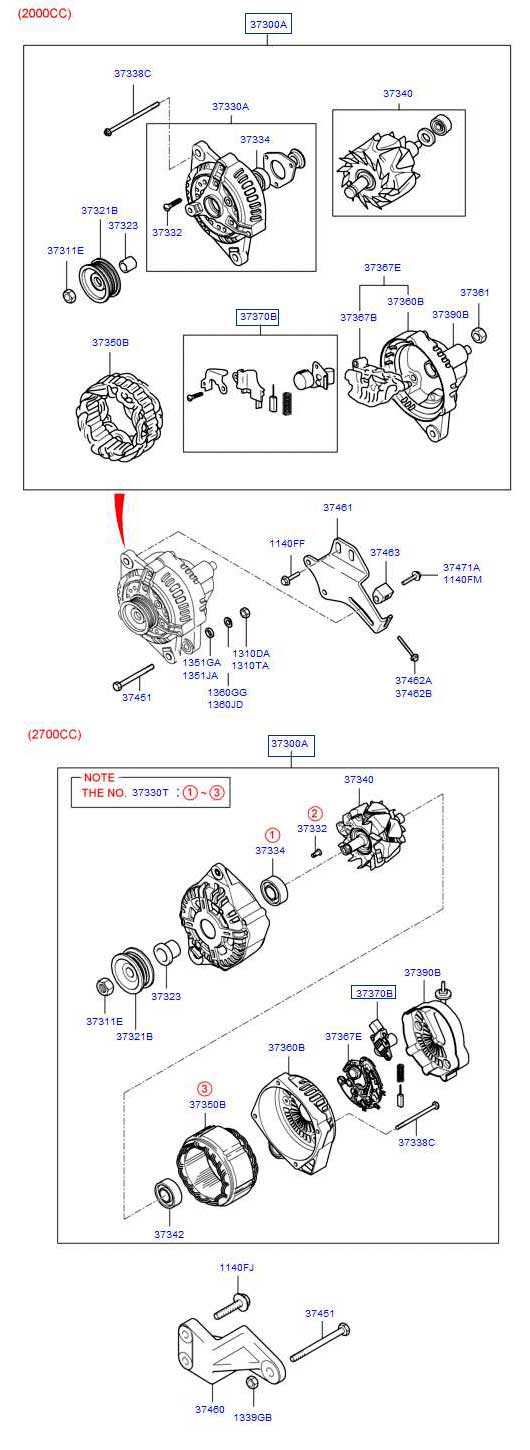 (2000CC)
37300A
37338C
37340
37330A
37334
37332
37321B
37323
37311E
37367E
37361
37360B
37390B
37367B
37370B
37350B
37461
1140FF
37463
37471A
1140FM
1310DA
1310TA
1351GA
1351JA
37462A
37462B
1360GG
1360JD
37451
(2700CC)
37300A
NOTE
THE NO. 37330T : ① ~ ③
37340
②
37332
①
37334
37323
37311E
37321B
37390B
37370B
37367E
37360B
③
37350B
37338C
37342
1140FJ
37451
37460
1339GB